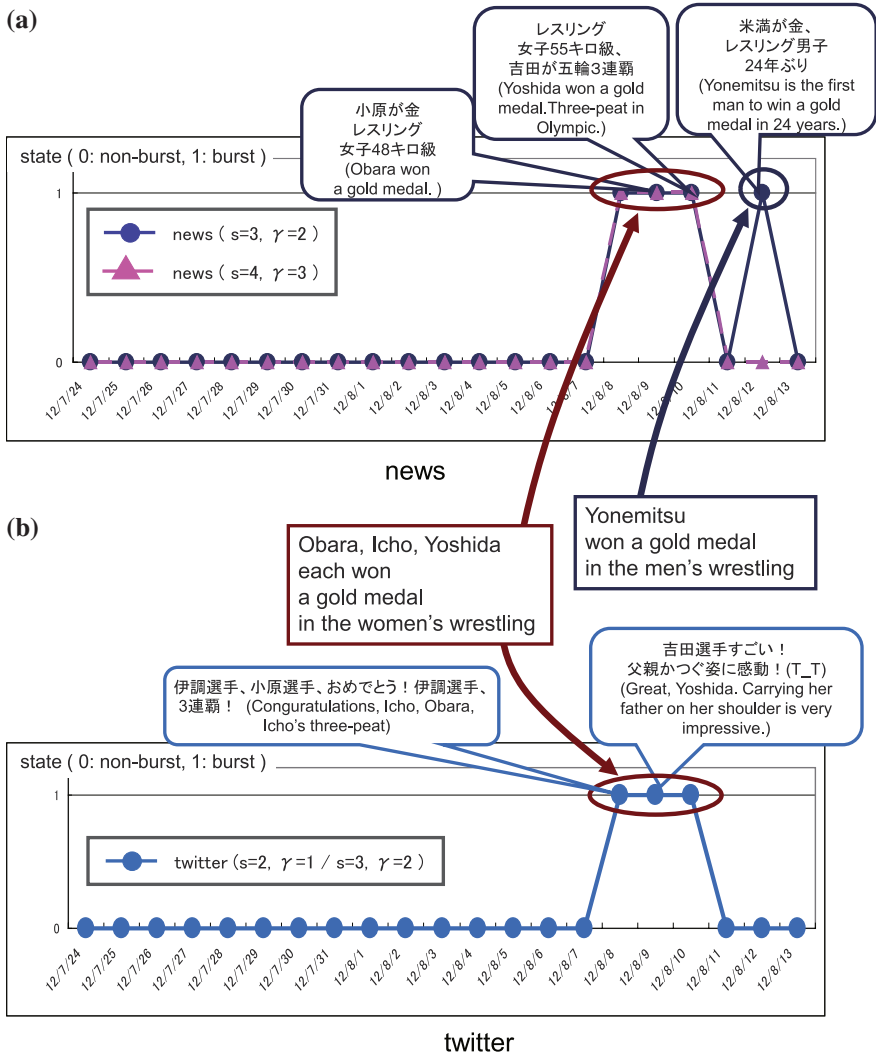 (a)
レスリング
女子55キロ級、
吉田が五輪3連覇
(Yoshida won a gold
medal.Three-peat in
Olympic.)
米満が金、
レスリング男子
24年ぶり
(Yonemitsu is the first
man to win a gold
medal in 24 years.)
小原が金
レスリング
女子48キロ級
(Obara won
a gold medal. )
state ( 0: non-burst, 1: burst )
1
news ( s=3, γ=2 )
news ( s=4, γ=3 )
0
12/7/24
12/7/25
12/7/26
12/7/27
12/7/28
12/7/29
12/7/30
12/7/31
12/8/1
12/8/2
12/8/3
12/8/4
12/8/5
12/8/6
12/8/7
12/8/8
12/8/9
12/8/10
12/8/11
12/8/12
12/8/13
news
(b)
Obara, Icho, Yoshida
each won
a gold medal
in the women's wrestling
Yonemitsu
won a gold medal
in the men's wrestling
伊調選手、小原選手、おめでとう！伊調選手、
3連覇！ (Conguratulations, Icho, Obara,
Icho's three-peat)
吉田選手すごい！
父親かつぐ姿に感動！(T_T)
(Great, Yoshida. Carrying her
father on her shoulder is very
impressive.)
state ( 0: non-burst, 1: burst )
1
twitter (s=2, γ=1 / s=3, γ=2 )
0
12/7/24
12/7/25
12/7/26
12/7/27
12/7/28
12/7/29
12/7/30
12/7/31
12/8/1
12/8/2
12/8/3
12/8/4
12/8/5
12/8/6
12/8/7
12/8/8
12/8/9
12/8/10
12/8/11
12/8/12
12/8/13
twitter